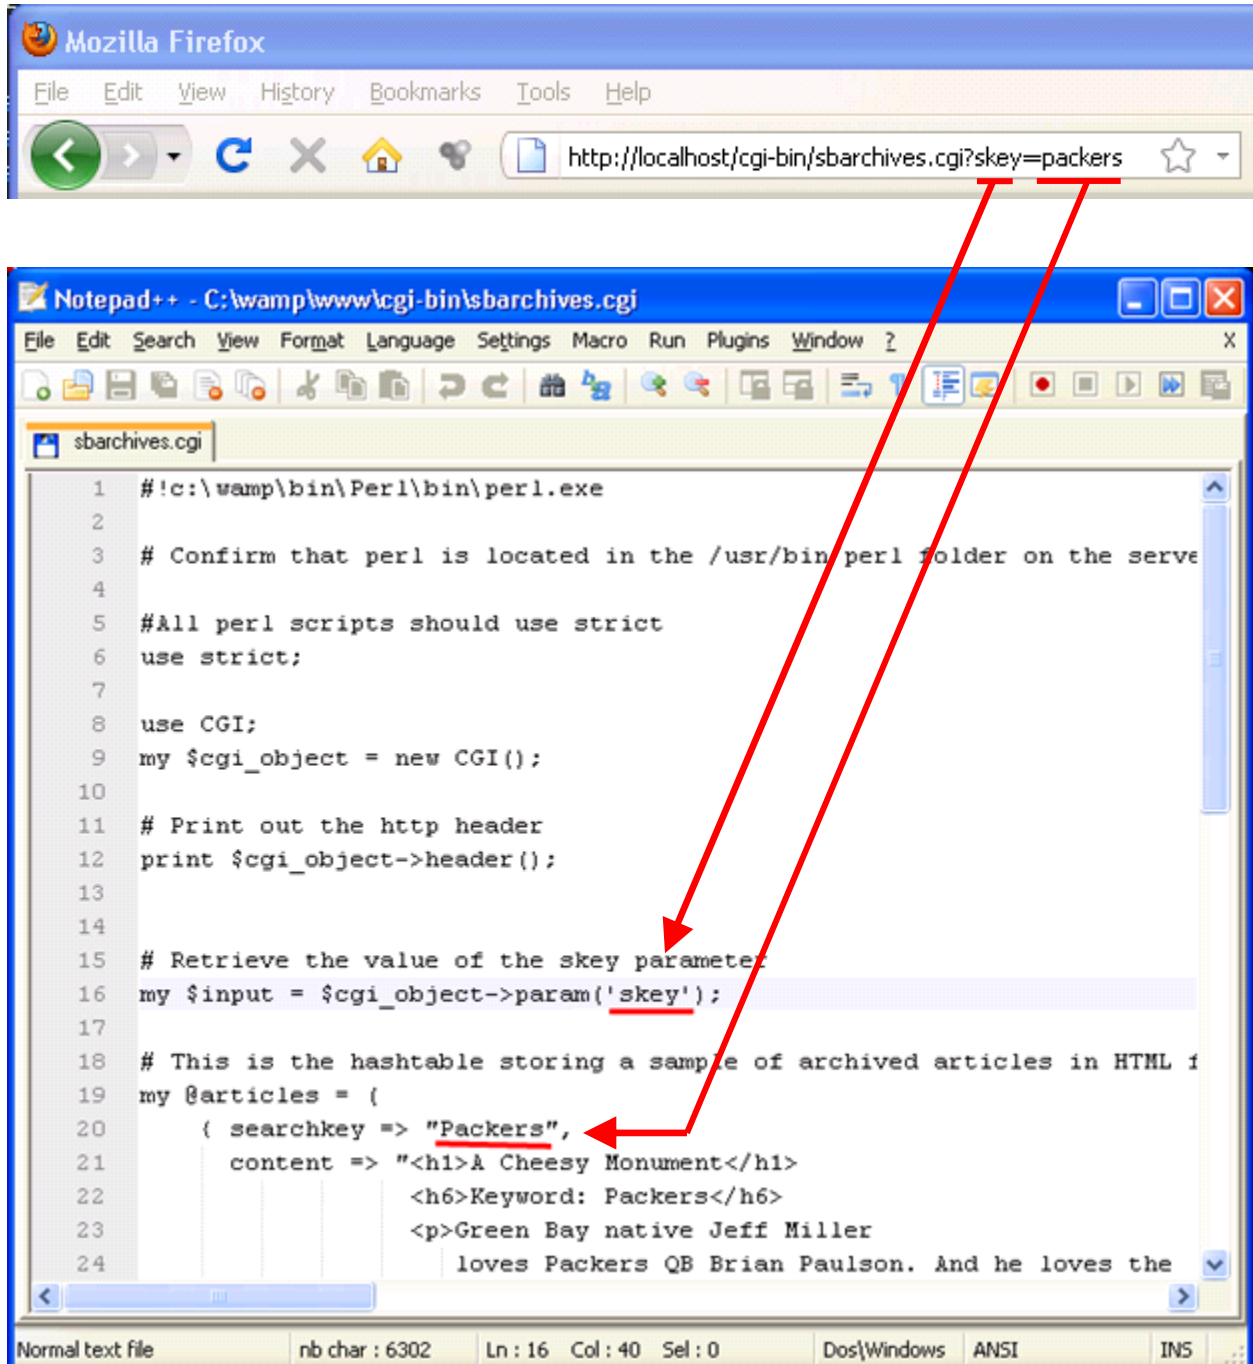 Mozilla Firefox
File Edit View History Bookmarks Tools Help
http://localhost/cgi-bin/sbarchives.cgi?skey=packers
Notepad++ - C:\wamp\www\cgi-bin\sbarchives.cgi
File Edit Search View Format Language Settings Macro Run Plugins Window ? X
sbarchives.cgi
1 #!c:\wamp\bin\Perl\bin\perl.exe
2
3 # Confirm that perl is located in the /usr/bin/perl folder on the serve
4
5 #All perl scripts should use strict
6 use strict;
7
8 use CGI;
9 my $cgi_object = new CGI();
10
11 # Print out the http header
12 print $cgi_object->header();
13
14
15 # Retrieve the value of the skey parameter
16 my $input = $cgi_object->param('skey');
17
18 # This is the hashtable storing a sample of archived articles in HTML f
19 my @articles = (
20 { searchkey => "Packers",
21 content => "<h1>A Cheesy Monument</h1>
22 <h6>Keyword: Packers</h6>
23 <p>Green Bay native Jeff Miller
24 loves Packers QB Brian Paulson. And he loves the
Normal text file nb char : 6302 Ln : 16 Col : 40 Sel : 0 Dos\Windows ANSI INS